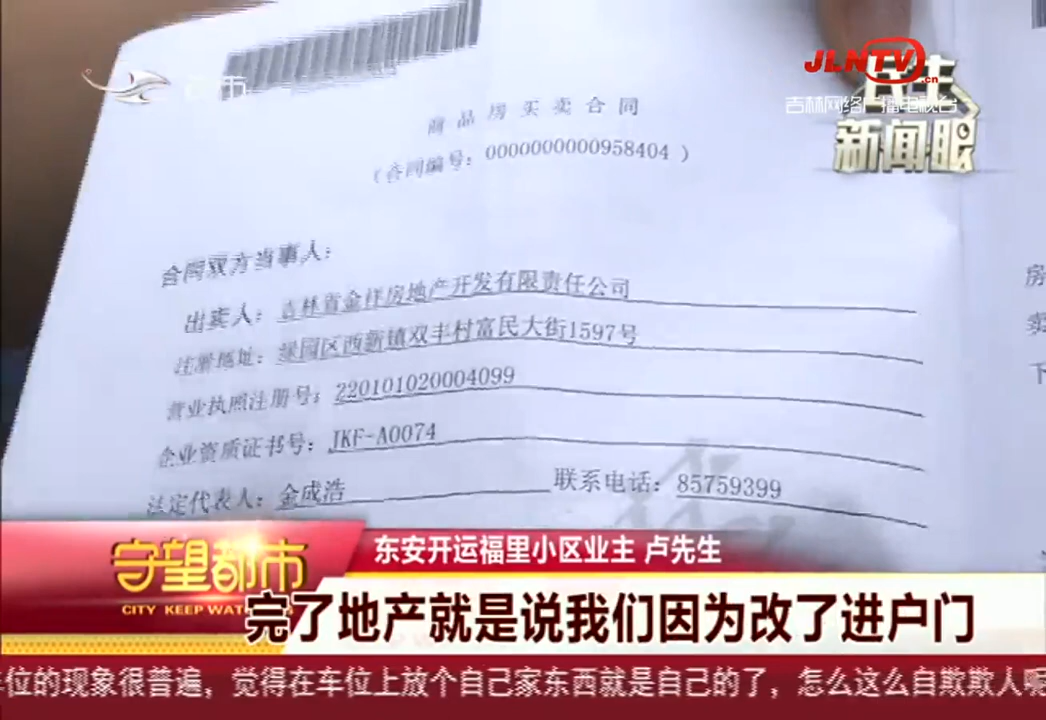 JLNTV.cn
吉林网络广播电视台
新闻眼
商品房买卖合同
（合同编号：0000000000958404）
合同双方当事人：
出卖人：吉林省金祥房地产开发有限责任公司
注册地址：绿园区西新镇双丰村富民大街1597号
营业执照注册号：220101020004099
企业资质证书号：JKF-A0074
法定代表人：金成浩 联系电话：85759399
守望都市
CITY KEEP WAT
东安开运福里小区业主 卢先生
完了地产就是说我们因为改了进户门
车位的现象很普遍，觉得在车位上放个自己家东西就是自己的了，怎么这么自欺欺人呢